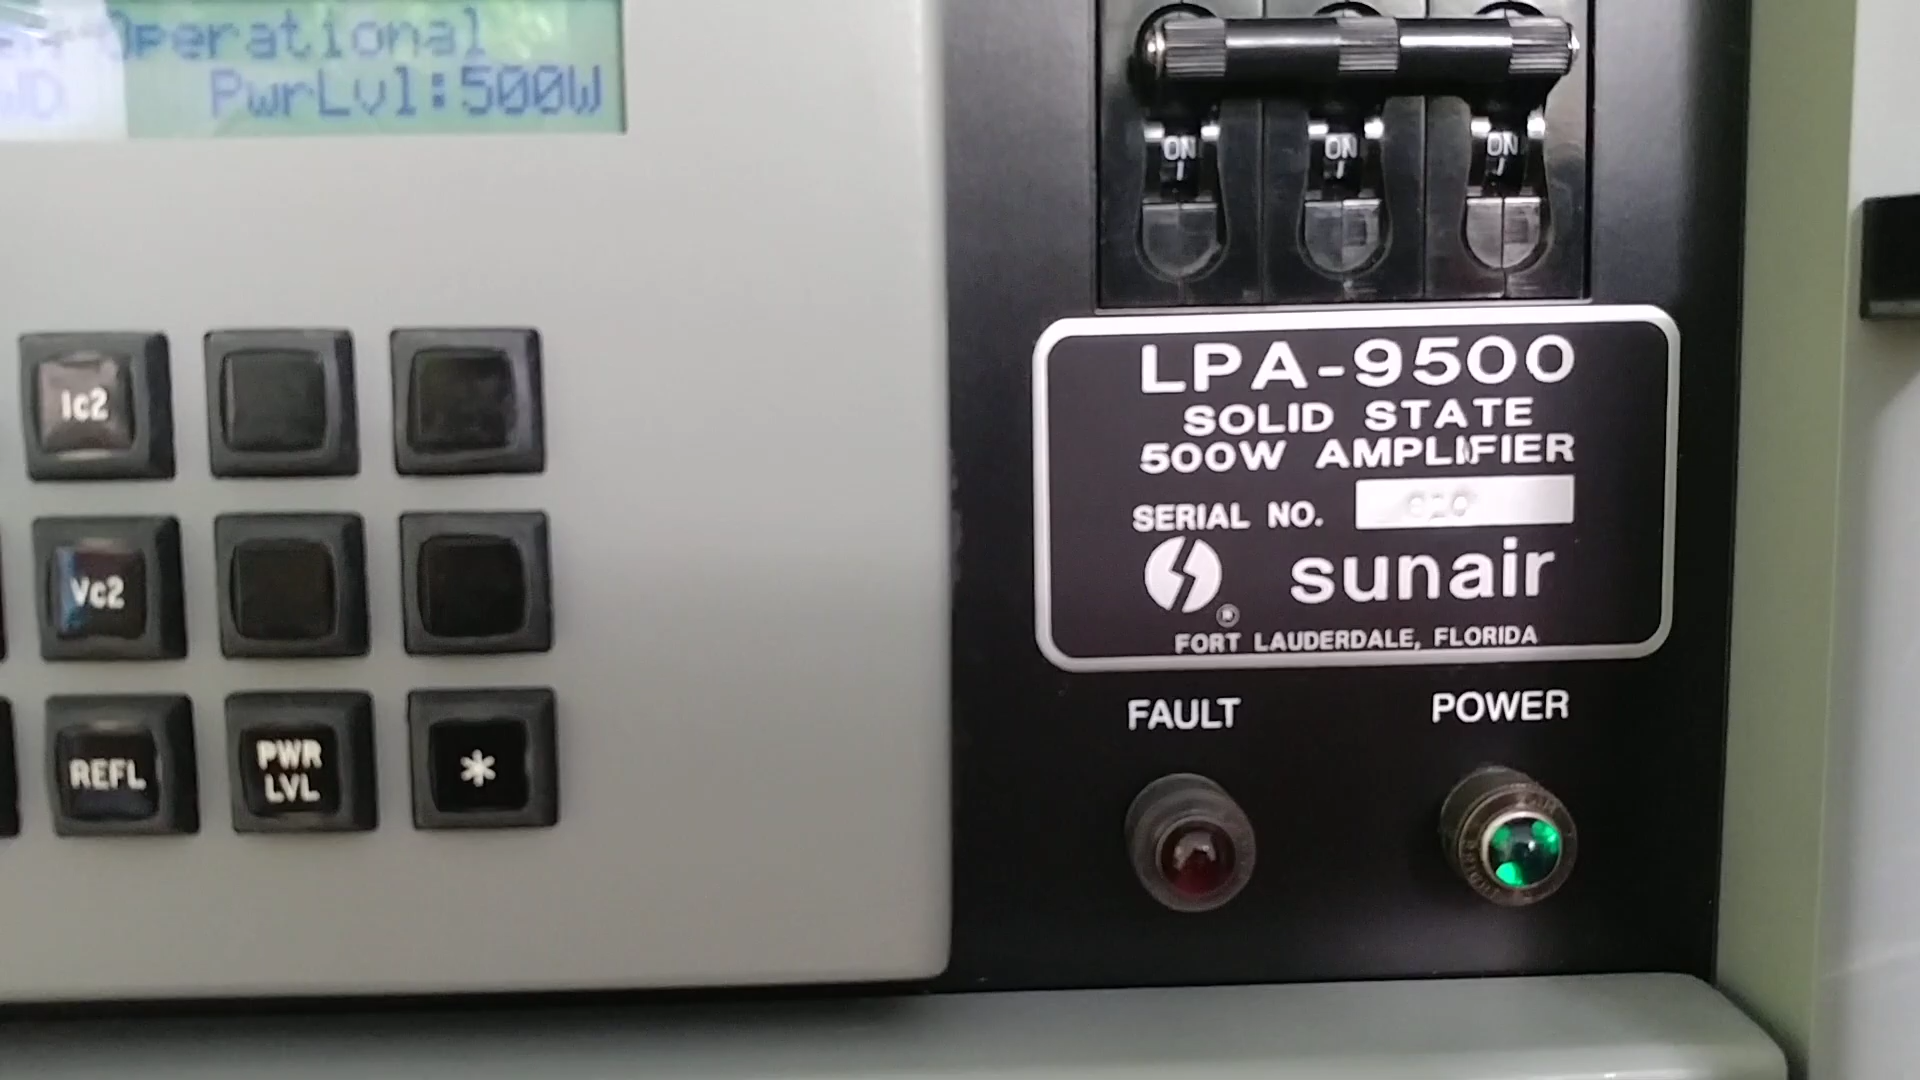 Operational
PwrLvl:500W
ON
ON
ON
Ic2
Vc2
REFL
PWR
LVL
*
LPA-9500
SOLID STATE
500W AMPLIFIER
SERIAL NO.
sunair
®
FORT LAUDERDALE, FLORIDA
FAULT
POWER